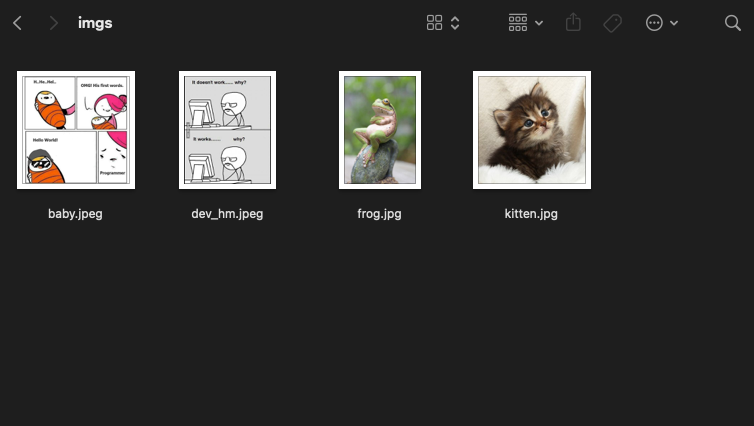 imgs
H..He..Hel..
OMG! His first words.
Hello World!
Programmer
It doesn't work...... why?
It works....... why?
baby.jpeg
dev_hm.jpeg
frog.jpg
kitten.jpg